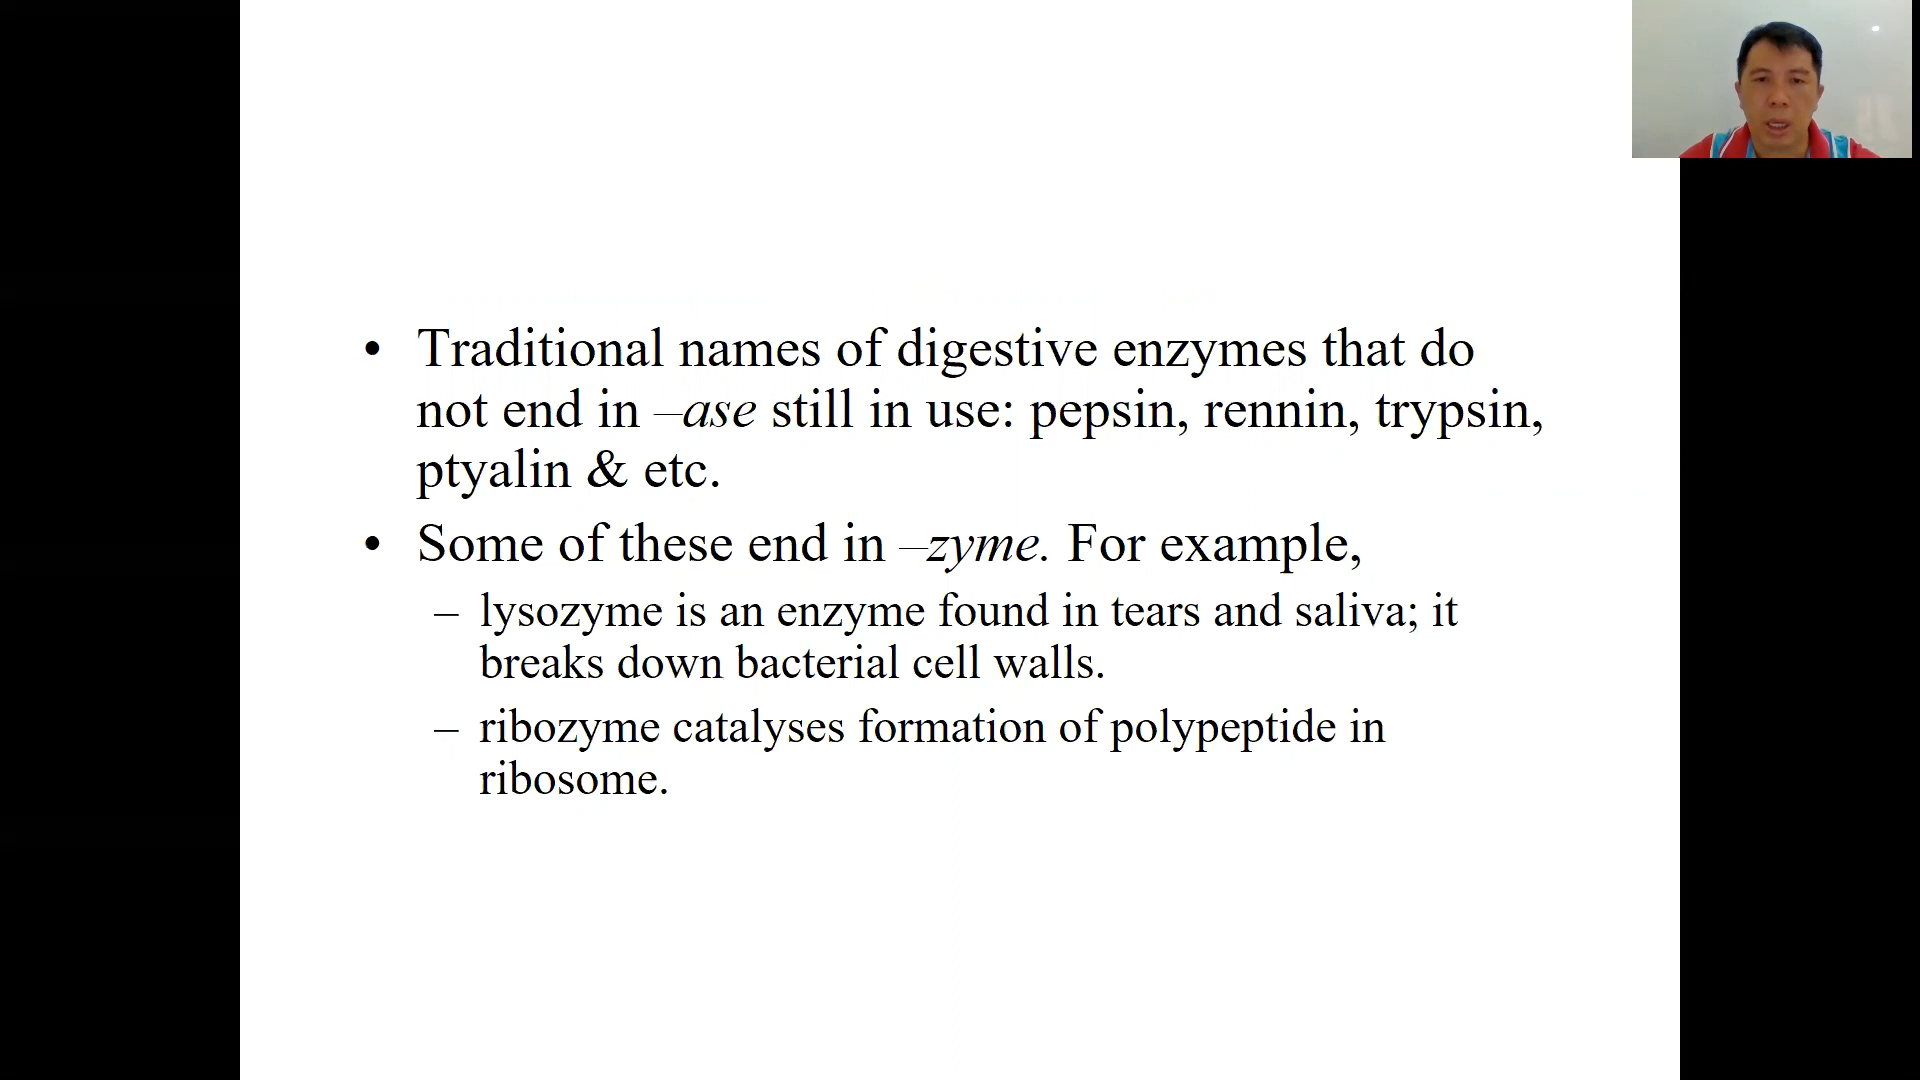 • Traditional names of digestive enzymes that do
not end in –ase still in use: pepsin, rennin, trypsin,
ptyalin & etc.
• Some of these end in –zyme. For example,
– lysozyme is an enzyme found in tears and saliva; it
breaks down bacterial cell walls.
– ribozyme catalyses formation of polypeptide in
ribosome.